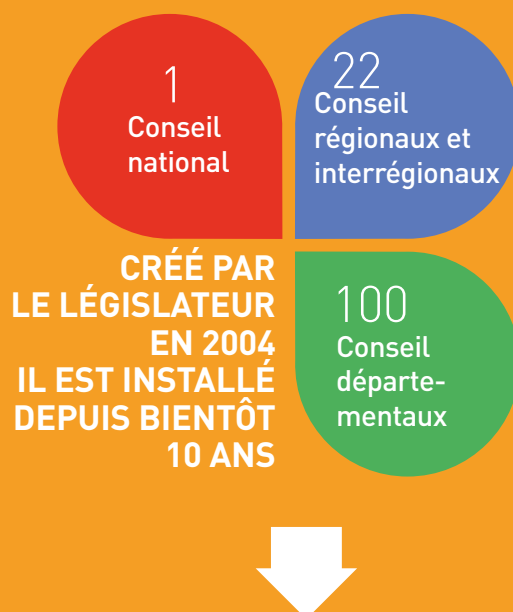 1
Conseil
national
22
Conseil
régionaux et
interrégionaux
CRÉÉ PAR
LE LÉGISLATEUR
EN 2004
IL EST INSTALLÉ
DEPUIS BIENTÔT
10 ANS
100
Conseil
départe-
mentaux